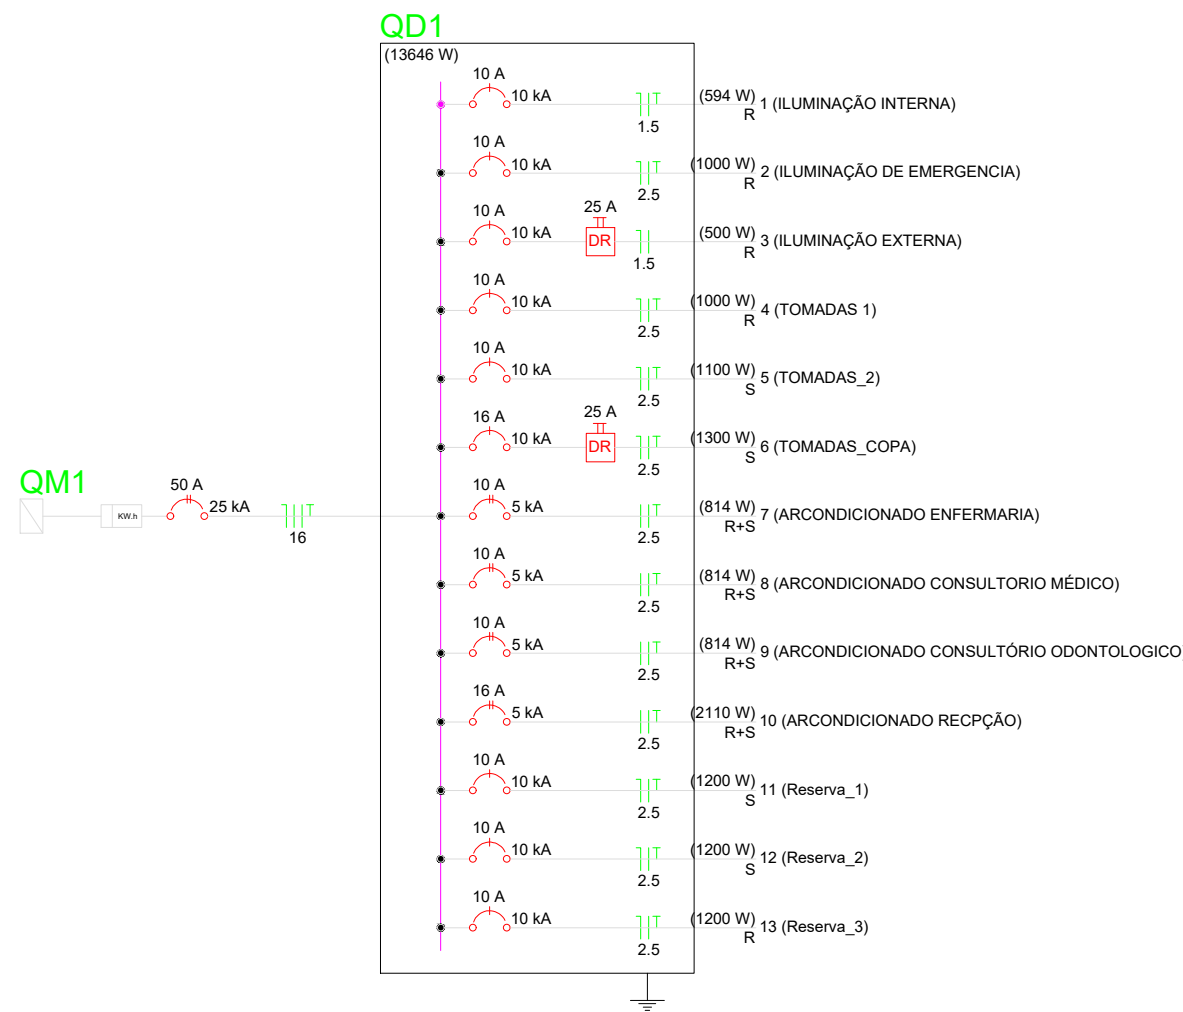 QD1
(13646 W)
10 A
10 kA
1.5
(594 W)
R
1 (ILUMINAÇÃO INTERNA)
10 A
10 kA
2.5
(1000 W)
R
2 (ILUMINAÇÃO DE EMERGENCIA)
10 A
10 kA
25 A
DR
1.5
(500 W)
R
3 (ILUMINAÇÃO EXTERNA)
10 A
10 kA
2.5
(1000 W)
R
4 (TOMADAS 1)
10 A
10 kA
2.5
(1100 W)
S
5 (TOMADAS_2)
16 A
10 kA
25 A
DR
2.5
(1300 W)
S
6 (TOMADAS_COPA)
QM1
KW.h
50 A
25 kA
T
16
10 A
5 kA
2.5
(814 W)
R+S
7 (ARCONDICIONADO ENFERMARIA)
10 A
5 kA
2.5
(814 W)
R+S
8 (ARCONDICIONADO CONSULTORIO MÉDICO)
10 A
5 kA
2.5
(814 W)
R+S
9 (ARCONDICIONADO CONSULTÓRIO ODONTOLOGICO
16 A
5 kA
2.5
(2110 W)
R+S
10 (ARCONDICIONADO RECPÇÃO)
10 A
10 kA
2.5
(1200 W)
S
11 (Reserva_1)
10 A
10 kA
2.5
(1200 W)
S
12 (Reserva_2)
10 A
10 kA
2.5
(1200 W)
R
13 (Reserva_3)